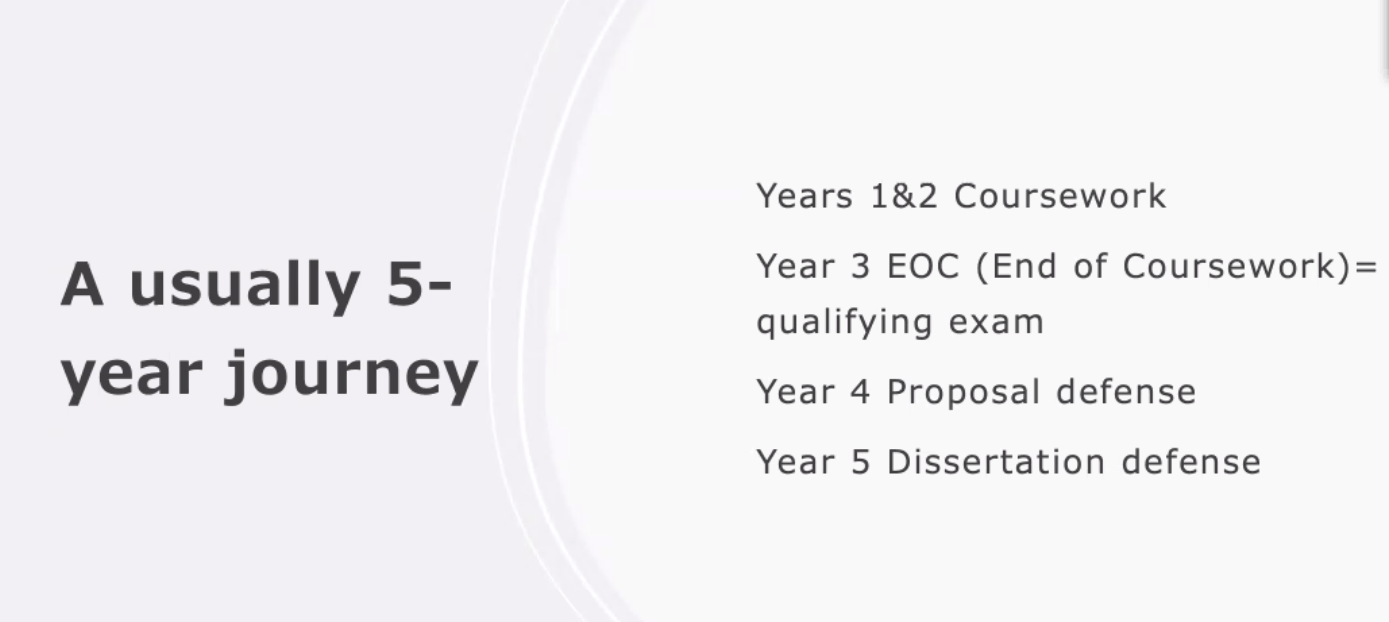 A usually 5-
year journey
Years 1&2 Coursework
Year 3 EOC (End of Coursework)=
qualifying exam
Year 4 Proposal defense
Year 5 Dissertation defense